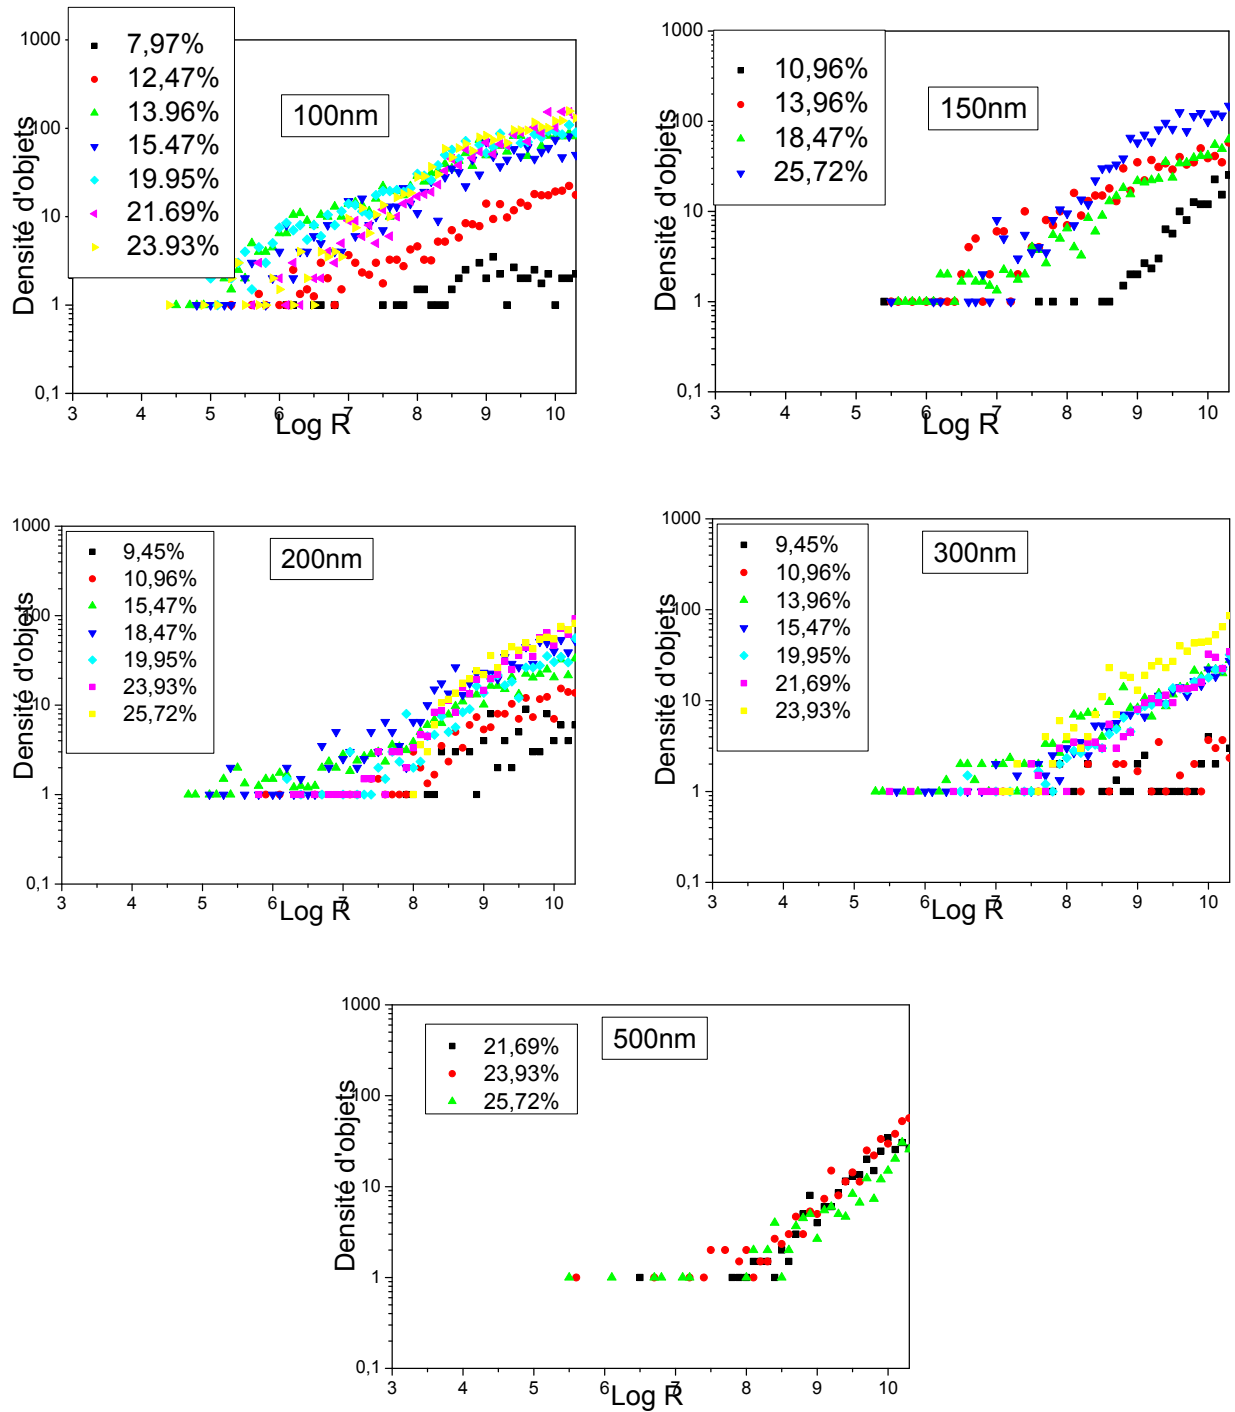 1000
100
10
1
0,1
Densité d'objets
7,97%
12,47%
13.96%
15.47%
19.95%
21.69%
23.93%
100nm
3 4 5 6 7 8 9 10
Log R
1000
100
10
1
0,1
Densité d'objets
10,96%
13,96%
18,47%
25,72%
150nm
3 4 5 6 7 8 9 10
Log R
1000
100
10
1
0,1
Densité d'objets
9,45%
10,96%
15,47%
18,47%
19,95%
23,93%
25,72%
200nm
3 4 5 6 7 8 9 10
Log R
1000
100
10
1
0,1
Densité d'objets
9,45%
10,96%
13,96%
15,47%
19,95%
21,69%
23,93%
300nm
3 4 5 6 7 8 9 10
Log R
1000
100
10
1
0,1
Densité d'objets
21,69%
23,93%
25,72%
500nm
3 4 5 6 7 8 9 10
Log R